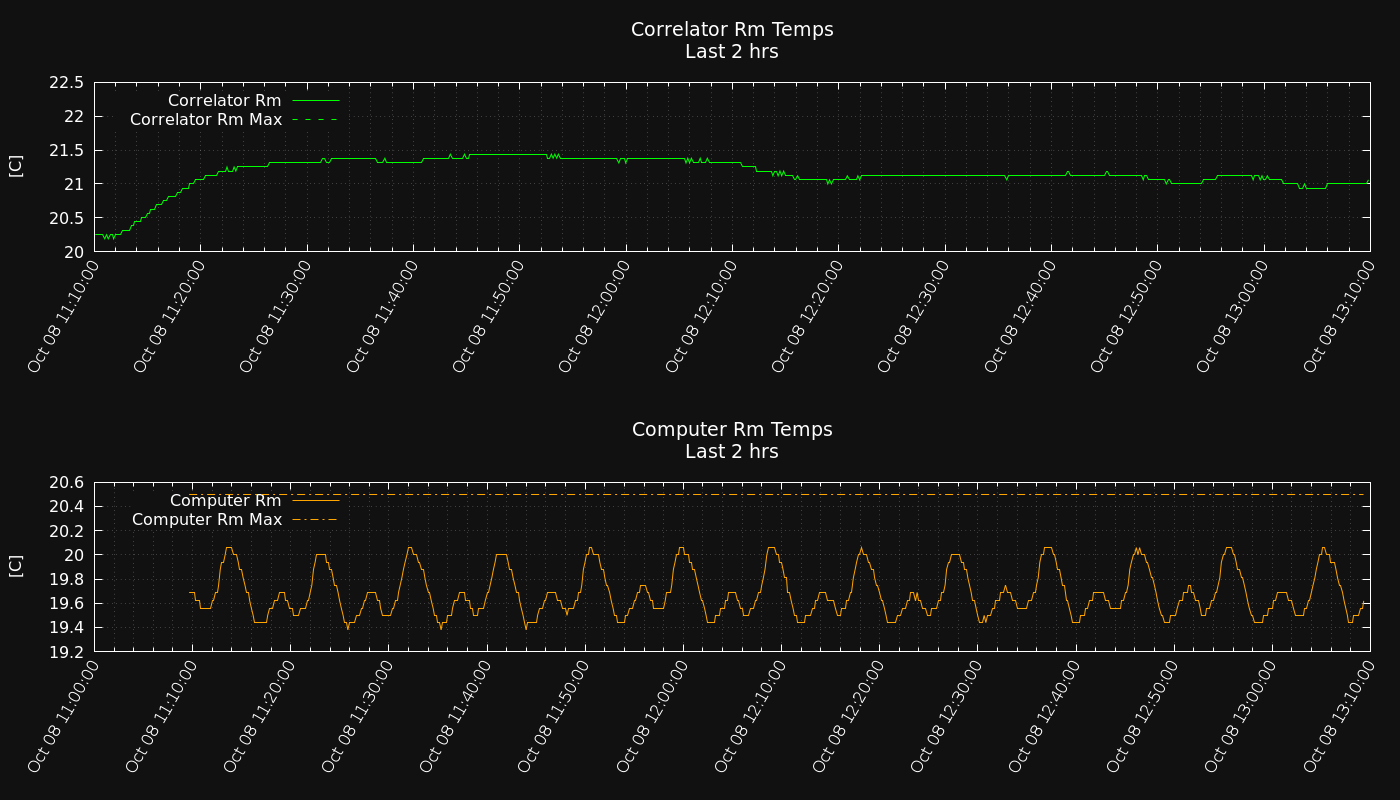 Correlator Rm Temps
Last 2 hrs
22.5
22
21.5
21
20.5
20
[C]
Correlator Rm
Correlator Rm Max
Oct 08 11:10:00
Oct 08 11:20:00
Oct 08 11:30:00
Oct 08 11:40:00
Oct 08 11:50:00
Oct 08 12:00:00
Oct 08 12:10:00
Oct 08 12:20:00
Oct 08 12:30:00
Oct 08 12:40:00
Oct 08 12:50:00
Oct 08 13:00:00
Oct 08 13:10:00
Computer Rm Temps
Last 2 hrs
20.6
20.4
20.2
20
19.8
19.6
19.4
19.2
[C]
Computer Rm
Computer Rm Max
Oct 08 11:00:00
Oct 08 11:10:00
Oct 08 11:20:00
Oct 08 11:30:00
Oct 08 11:40:00
Oct 08 11:50:00
Oct 08 12:00:00
Oct 08 12:10:00
Oct 08 12:20:00
Oct 08 12:30:00
Oct 08 12:40:00
Oct 08 12:50:00
Oct 08 13:00:00
Oct 08 13:10:00